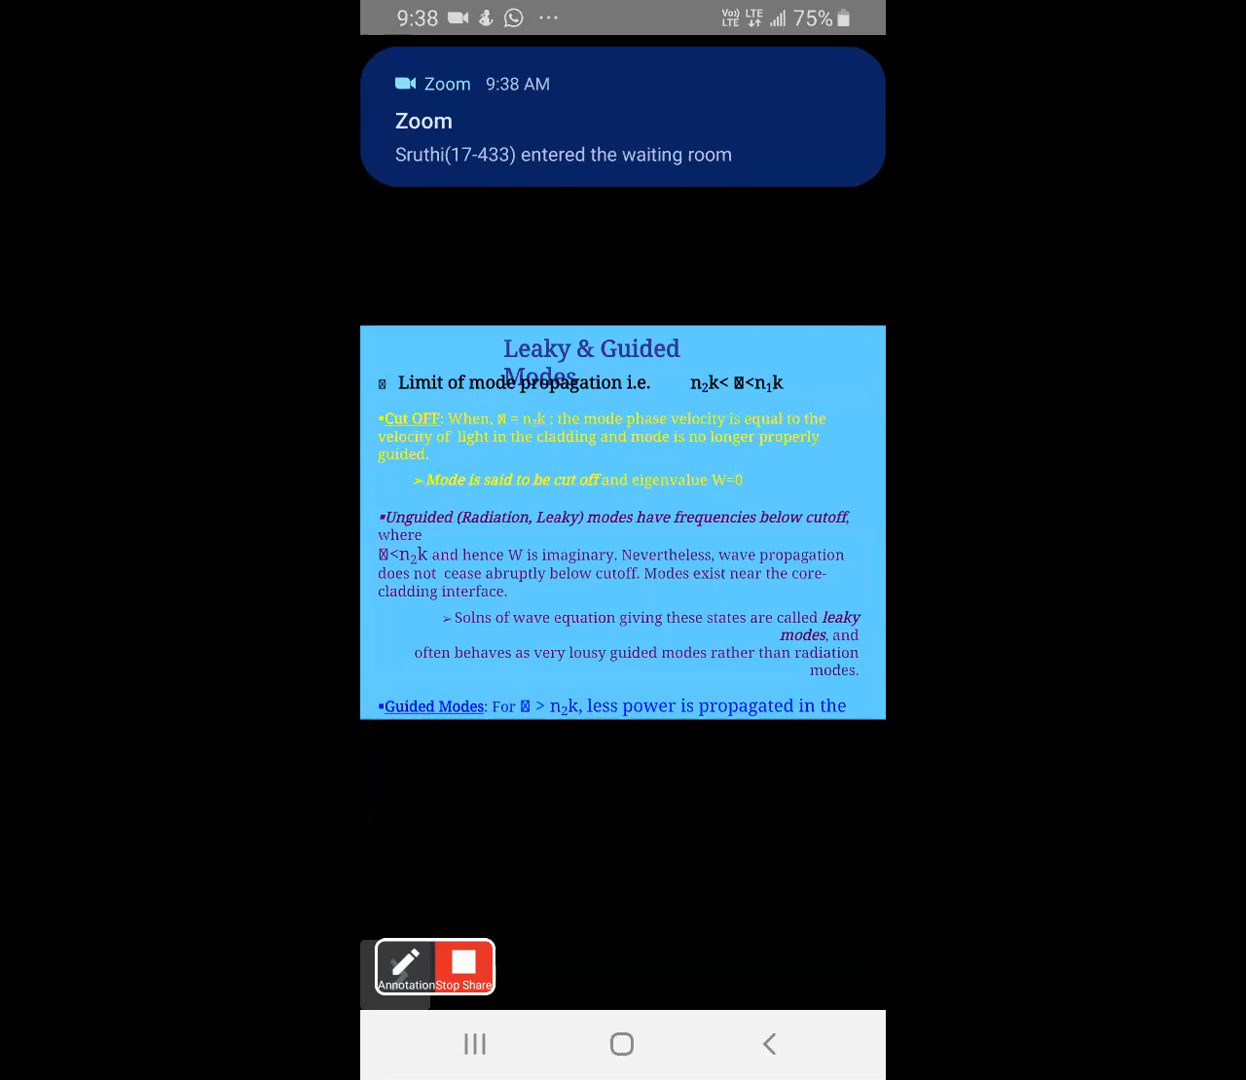 9:38 ... Vo)) LTE LTE 75%
Zoom 9:38 AM
Zoom
Sruthi(17-433) entered the waiting room
Leaky & Guided
Modes
Limit of mode propagation i.e. n₂k< <n₁k
▪Cut OFF: When, = n₂k ; the mode phase velocity is equal to the
velocity of light in the cladding and mode is no longer properly
guided.
➢Mode is said to be cut off and eigenvalue W=0
▪Unguided (Radiation, Leaky) modes have frequencies below cutoff,
where
<n₂k and hence W is imaginary. Nevertheless, wave propagation
does not cease abruptly below cutoff. Modes exist near the core-
cladding interface.
➢Solns of wave equation giving these states are called leaky
modes, and
often behaves as very lousy guided modes rather than radiation
modes.
▪Guided Modes: For > n₂k, less power is propagated in the
Annotation Stop Share